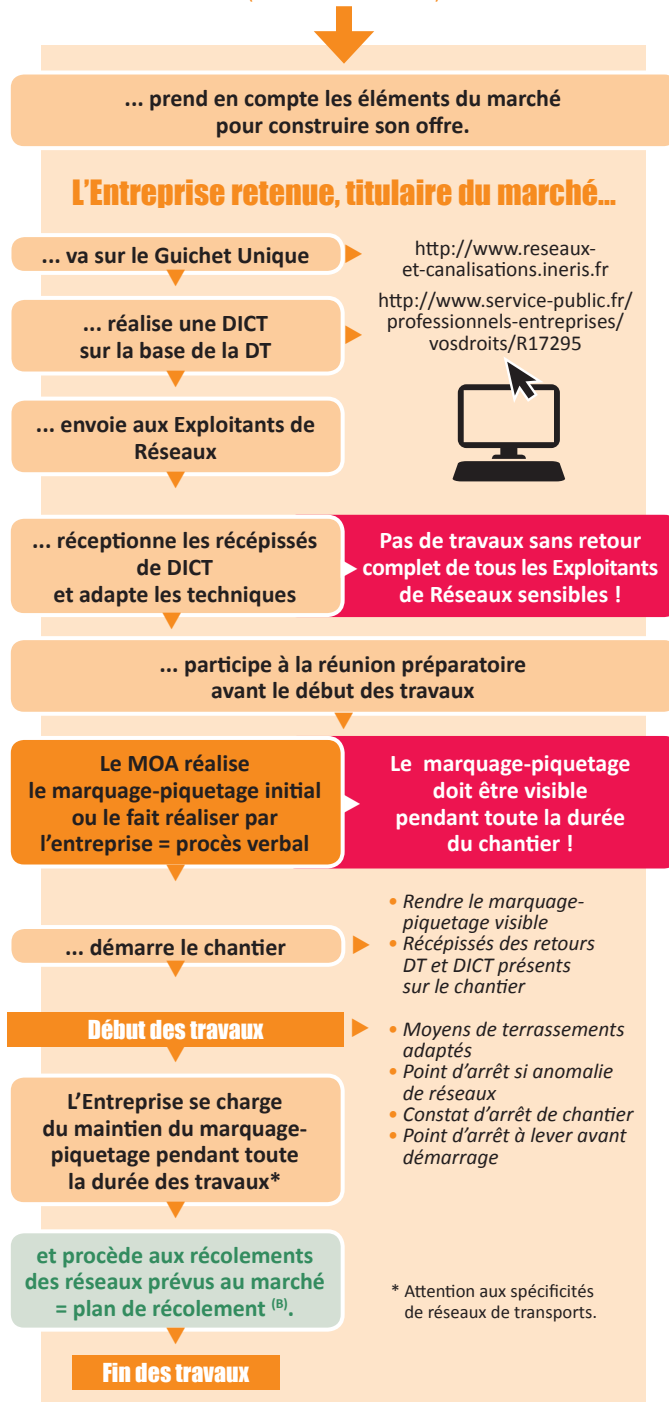 ... prend en compte les éléments du marché
pour construire son offre.
L'Entreprise retenue, titulaire du marché...
... va sur le Guichet Unique
http://www.reseaux-
et-canalisations.ineris.fr
... réalise une DICT
sur la base de la DT
http://www.service-public.fr/
professionnels-entreprises/
vosdroits/R17295
... envoie aux Exploitants de
Réseaux
... réceptionne les récépissés
de DICT
et adapte les techniques
Pas de travaux sans retour
complet de tous les Exploitants
de Réseaux sensibles !
... participe à la réunion préparatoire
avant le début des travaux
Le MOA réalise
le marquage-piquetage initial
ou le fait réaliser par
l'entreprise = procès verbal
Le marquage-piquetage
doit être visible
pendant toute la durée
du chantier !
... démarre le chantier
• Rendre le marquage-
piquetage visible
• Récépissés des retours
DT et DICT présents
sur le chantier
Début des travaux
• Moyens de terrassements
adaptés
• Point d'arrêt si anomalie
de réseaux
• Constat d'arrêt de chantier
• Point d'arrêt à lever avant
démarrage
L'Entreprise se charge
du maintien du marquage-
piquetage pendant toute
la durée des travaux*
et procède aux récolements
des réseaux prévus au marché
= plan de récolement (B).
* Attention aux spécificités
de réseaux de transports.
Fin des travaux